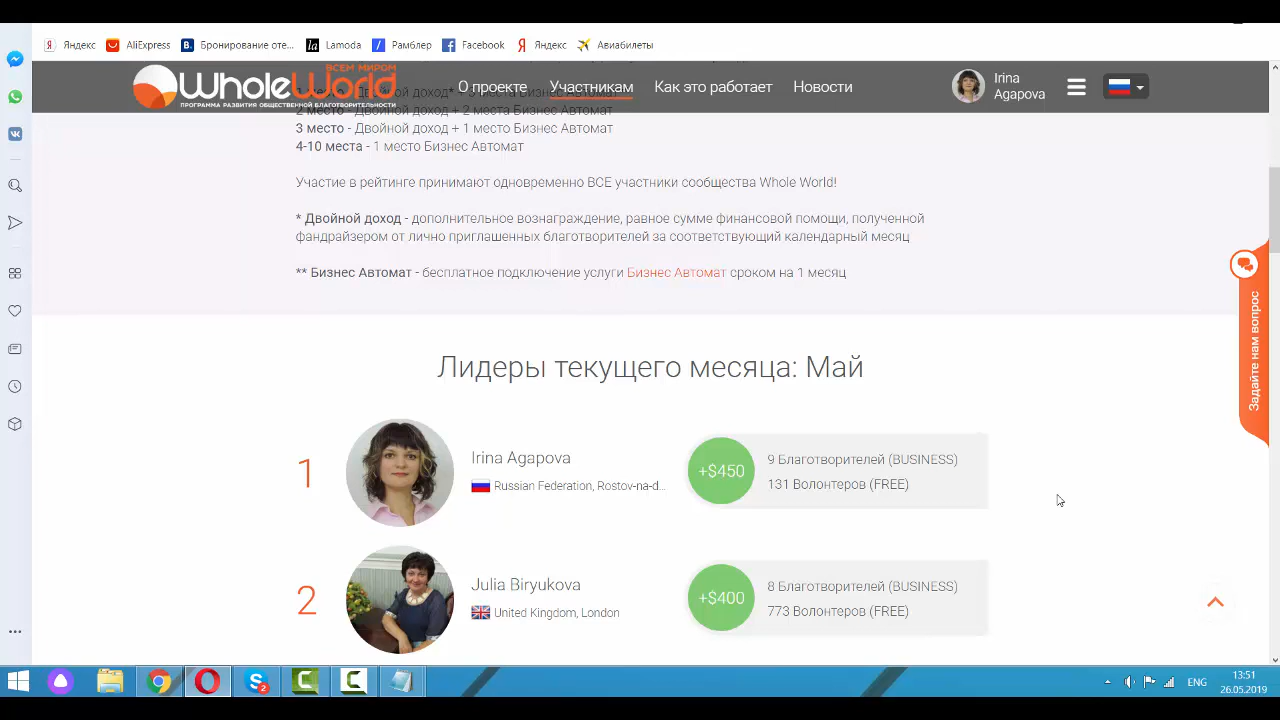 Яндекс
AliExpress
Бронирование оте...
Lamoda
Рамблер
Facebook
Яндекс
Авиабилеты
ВСЕМ МИРОМ
WholeWorld
ПРОГРАММА РАЗВИТИЯ ОБЩЕСТВЕННОЙ БЛАГОТВОРИТЕЛЬНОСТИ
О проекте
Участникам
Как это работает
Новости
Irina
Agapova
2 место - Двойной доход + 2 места Бизнес Автомат
3 место - Двойной доход + 1 место Бизнес Автомат
4-10 места - 1 место Бизнес Автомат
Участие в рейтинге принимают одновременно ВСЕ участники сообщества Whole World!
* Двойной доход - дополнительное вознаграждение, равное сумме финансовой помощи, полученной
фандрайзером от лично приглашенных благотворителей за соответствующий календарный месяц
** Бизнес Автомат - бесплатное подключение услуги Бизнес Автомат сроком на 1 месяц
Задайте нам вопрос
Лидеры текущего месяца: Май
1
Irina Agapova
Russian Federation, Rostov-na-d...
+$450
9 Благотворителей (BUSINESS)
131 Волонтеров (FREE)
2
Julia Biryukova
United Kingdom, London
+$400
8 Благотворителей (BUSINESS)
773 Волонтеров (FREE)
2
ENG
13:51
26.05.2019